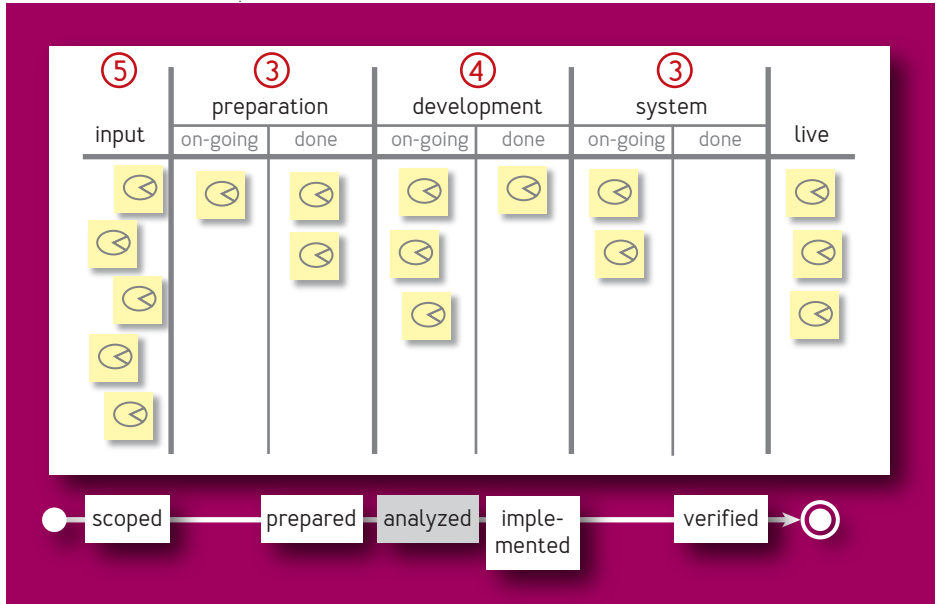 5 3 4 3
preparation development system
input live
on-going done on-going done on-going done
scoped prepared analyzed imple- verified
mented